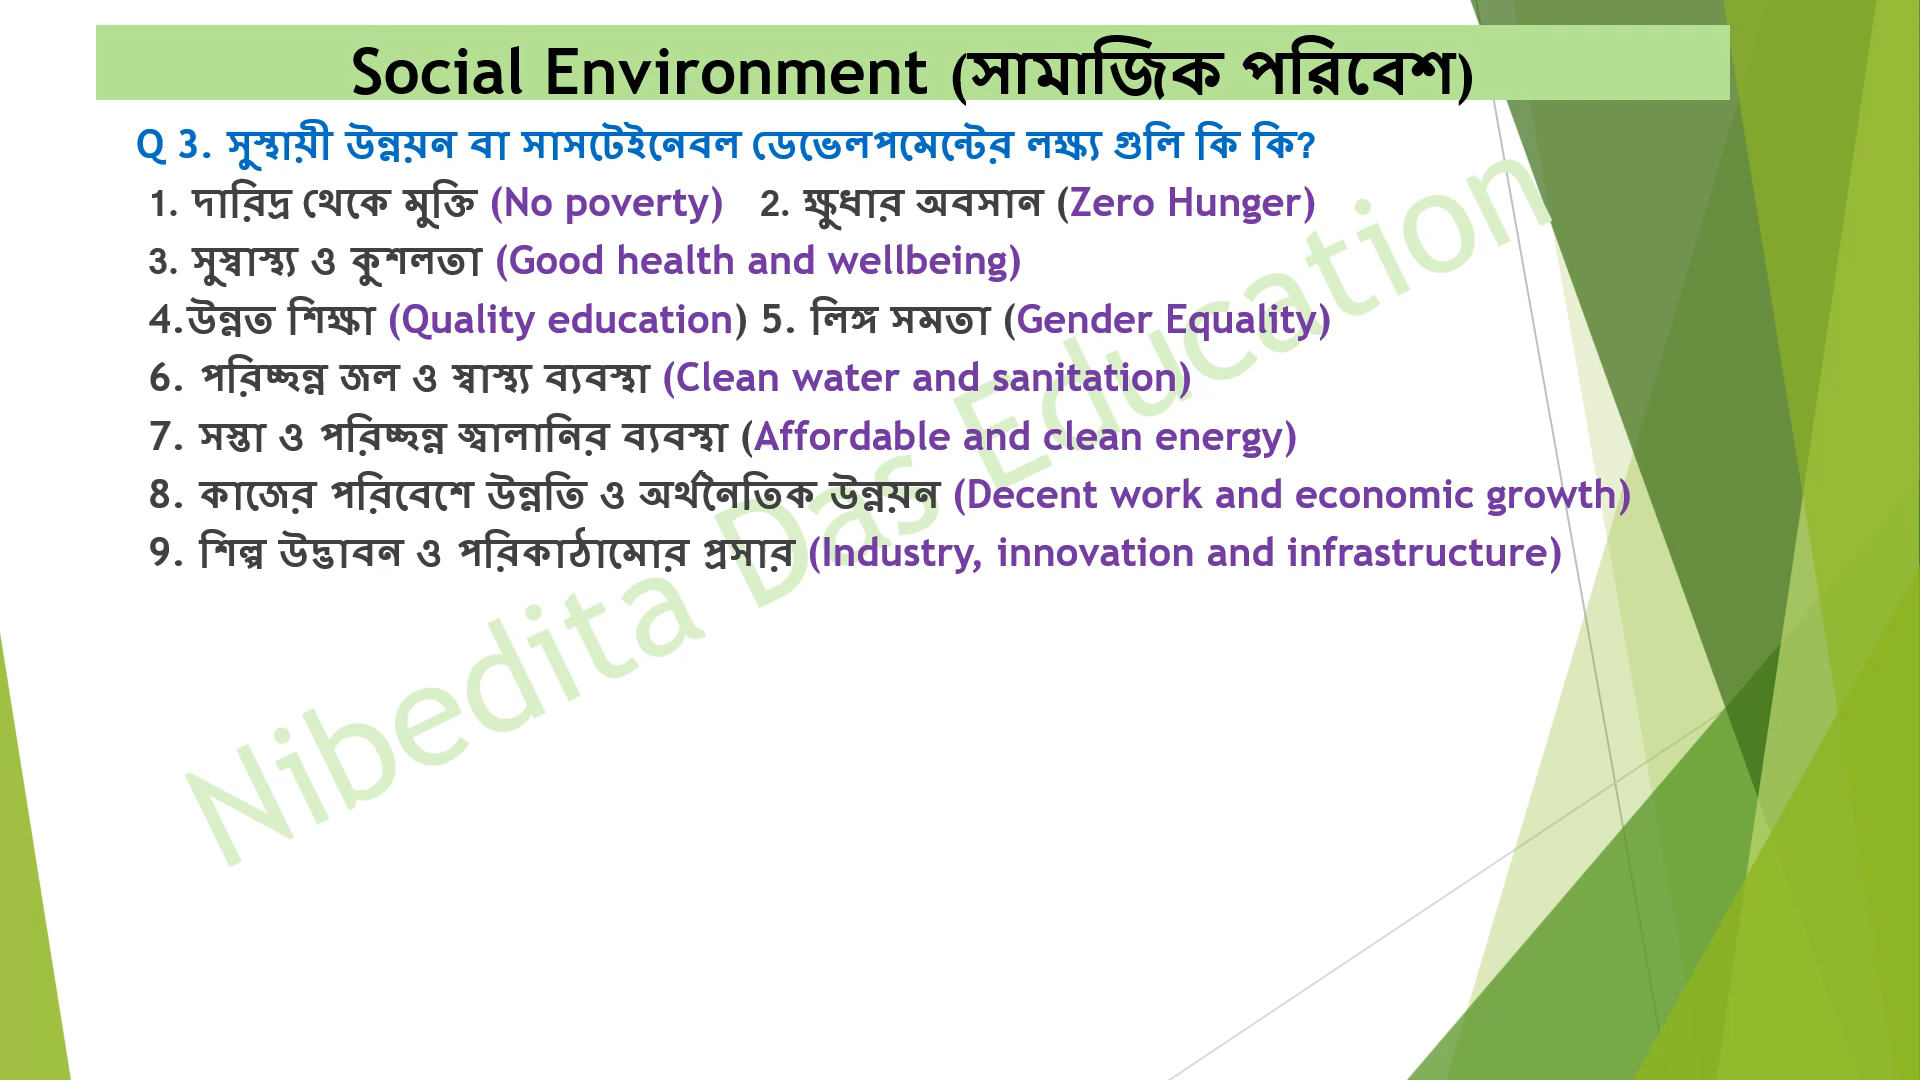 Social Environment (সামাজিক পরিবেশ)
Q 3. সুস্থায়ী উন্নয়ন বা সাসটেইনেবল ডেভেলপমেন্টের লক্ষ্য গুলি কি কি?
1. দারিদ্র থেকে মুক্তি (No poverty) 2. ক্ষুধার অবসান (Zero Hunger)
3. সুস্বাস্থ্য ও কুশলতা (Good health and wellbeing)
4.উন্নত শিক্ষা (Quality education) 5. লিঙ্গ সমতা (Gender Equality)
6. পরিচ্ছন্ন জল ও স্বাস্থ্য ব্যবস্থা (Clean water and sanitation)
7. সস্তা ও পরিচ্ছন্ন জ্বালানির ব্যবস্থা (Affordable and clean energy)
8. কাজের পরিবেশে উন্নতি ও অর্থনৈতিক উন্নয়ন (Decent work and economic growth)
9. শিল্প উদ্ভাবন ও পরিকাঠামোর প্রসার (Industry, innovation and infrastructure)
Nibedita Das Education